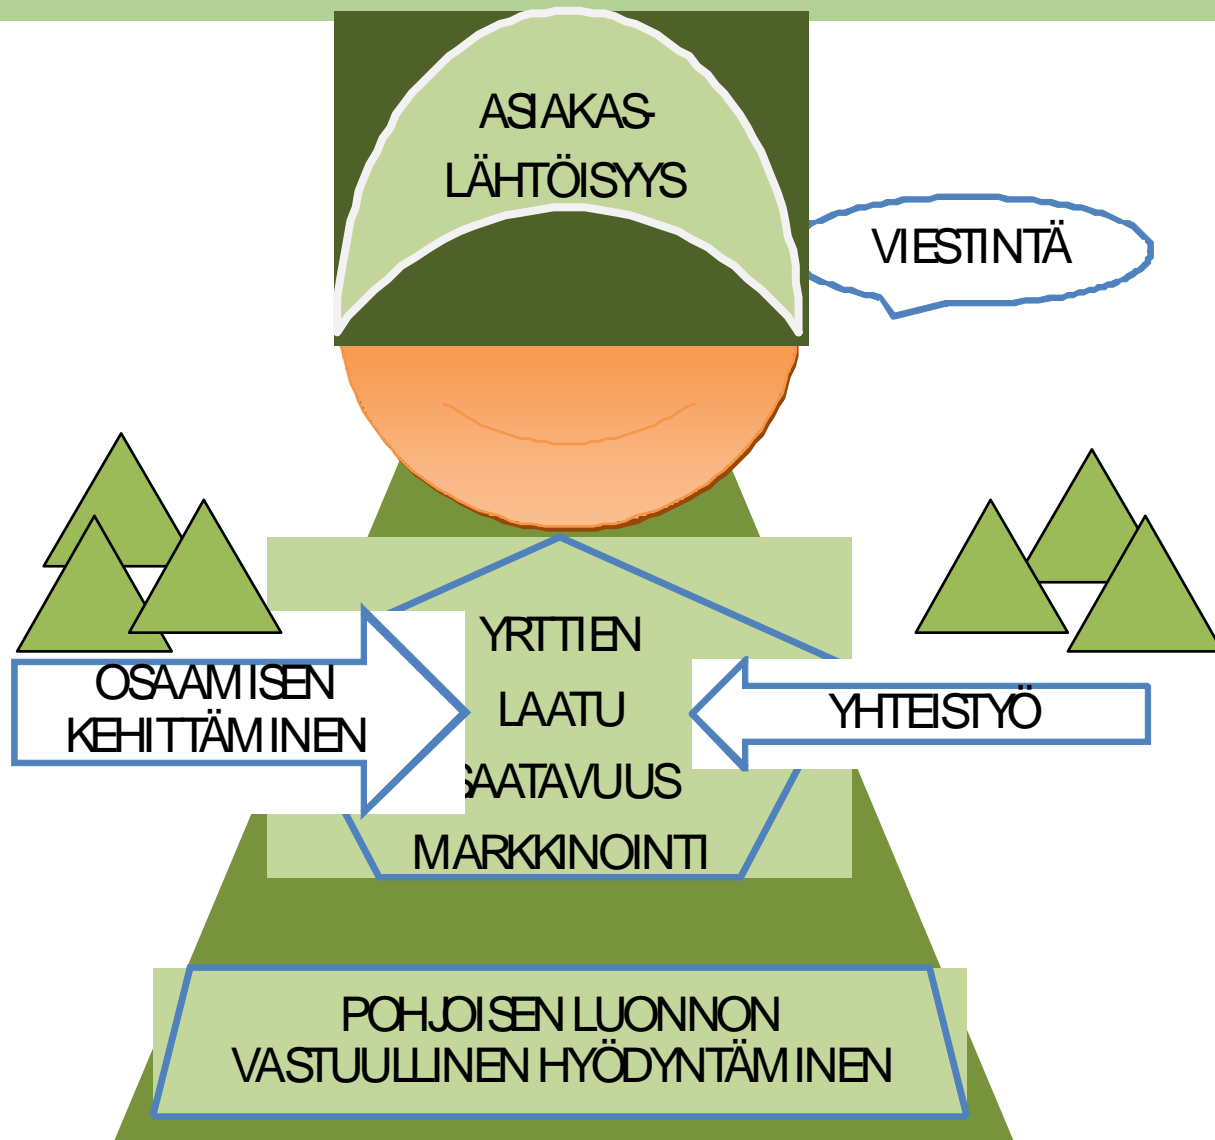 ASIAKAS-
LÄHTÖISYYS
VIESTINTÄ
YRTTIEN
OSAAMISEN
KEHITTÄMINEN
LAATU
YHTEISTYÖ
SAATAVUUS
MARKKINOINTI
POHJOISEN LUONNON
VASTUULLINEN HYÖDYNTÄMINEN